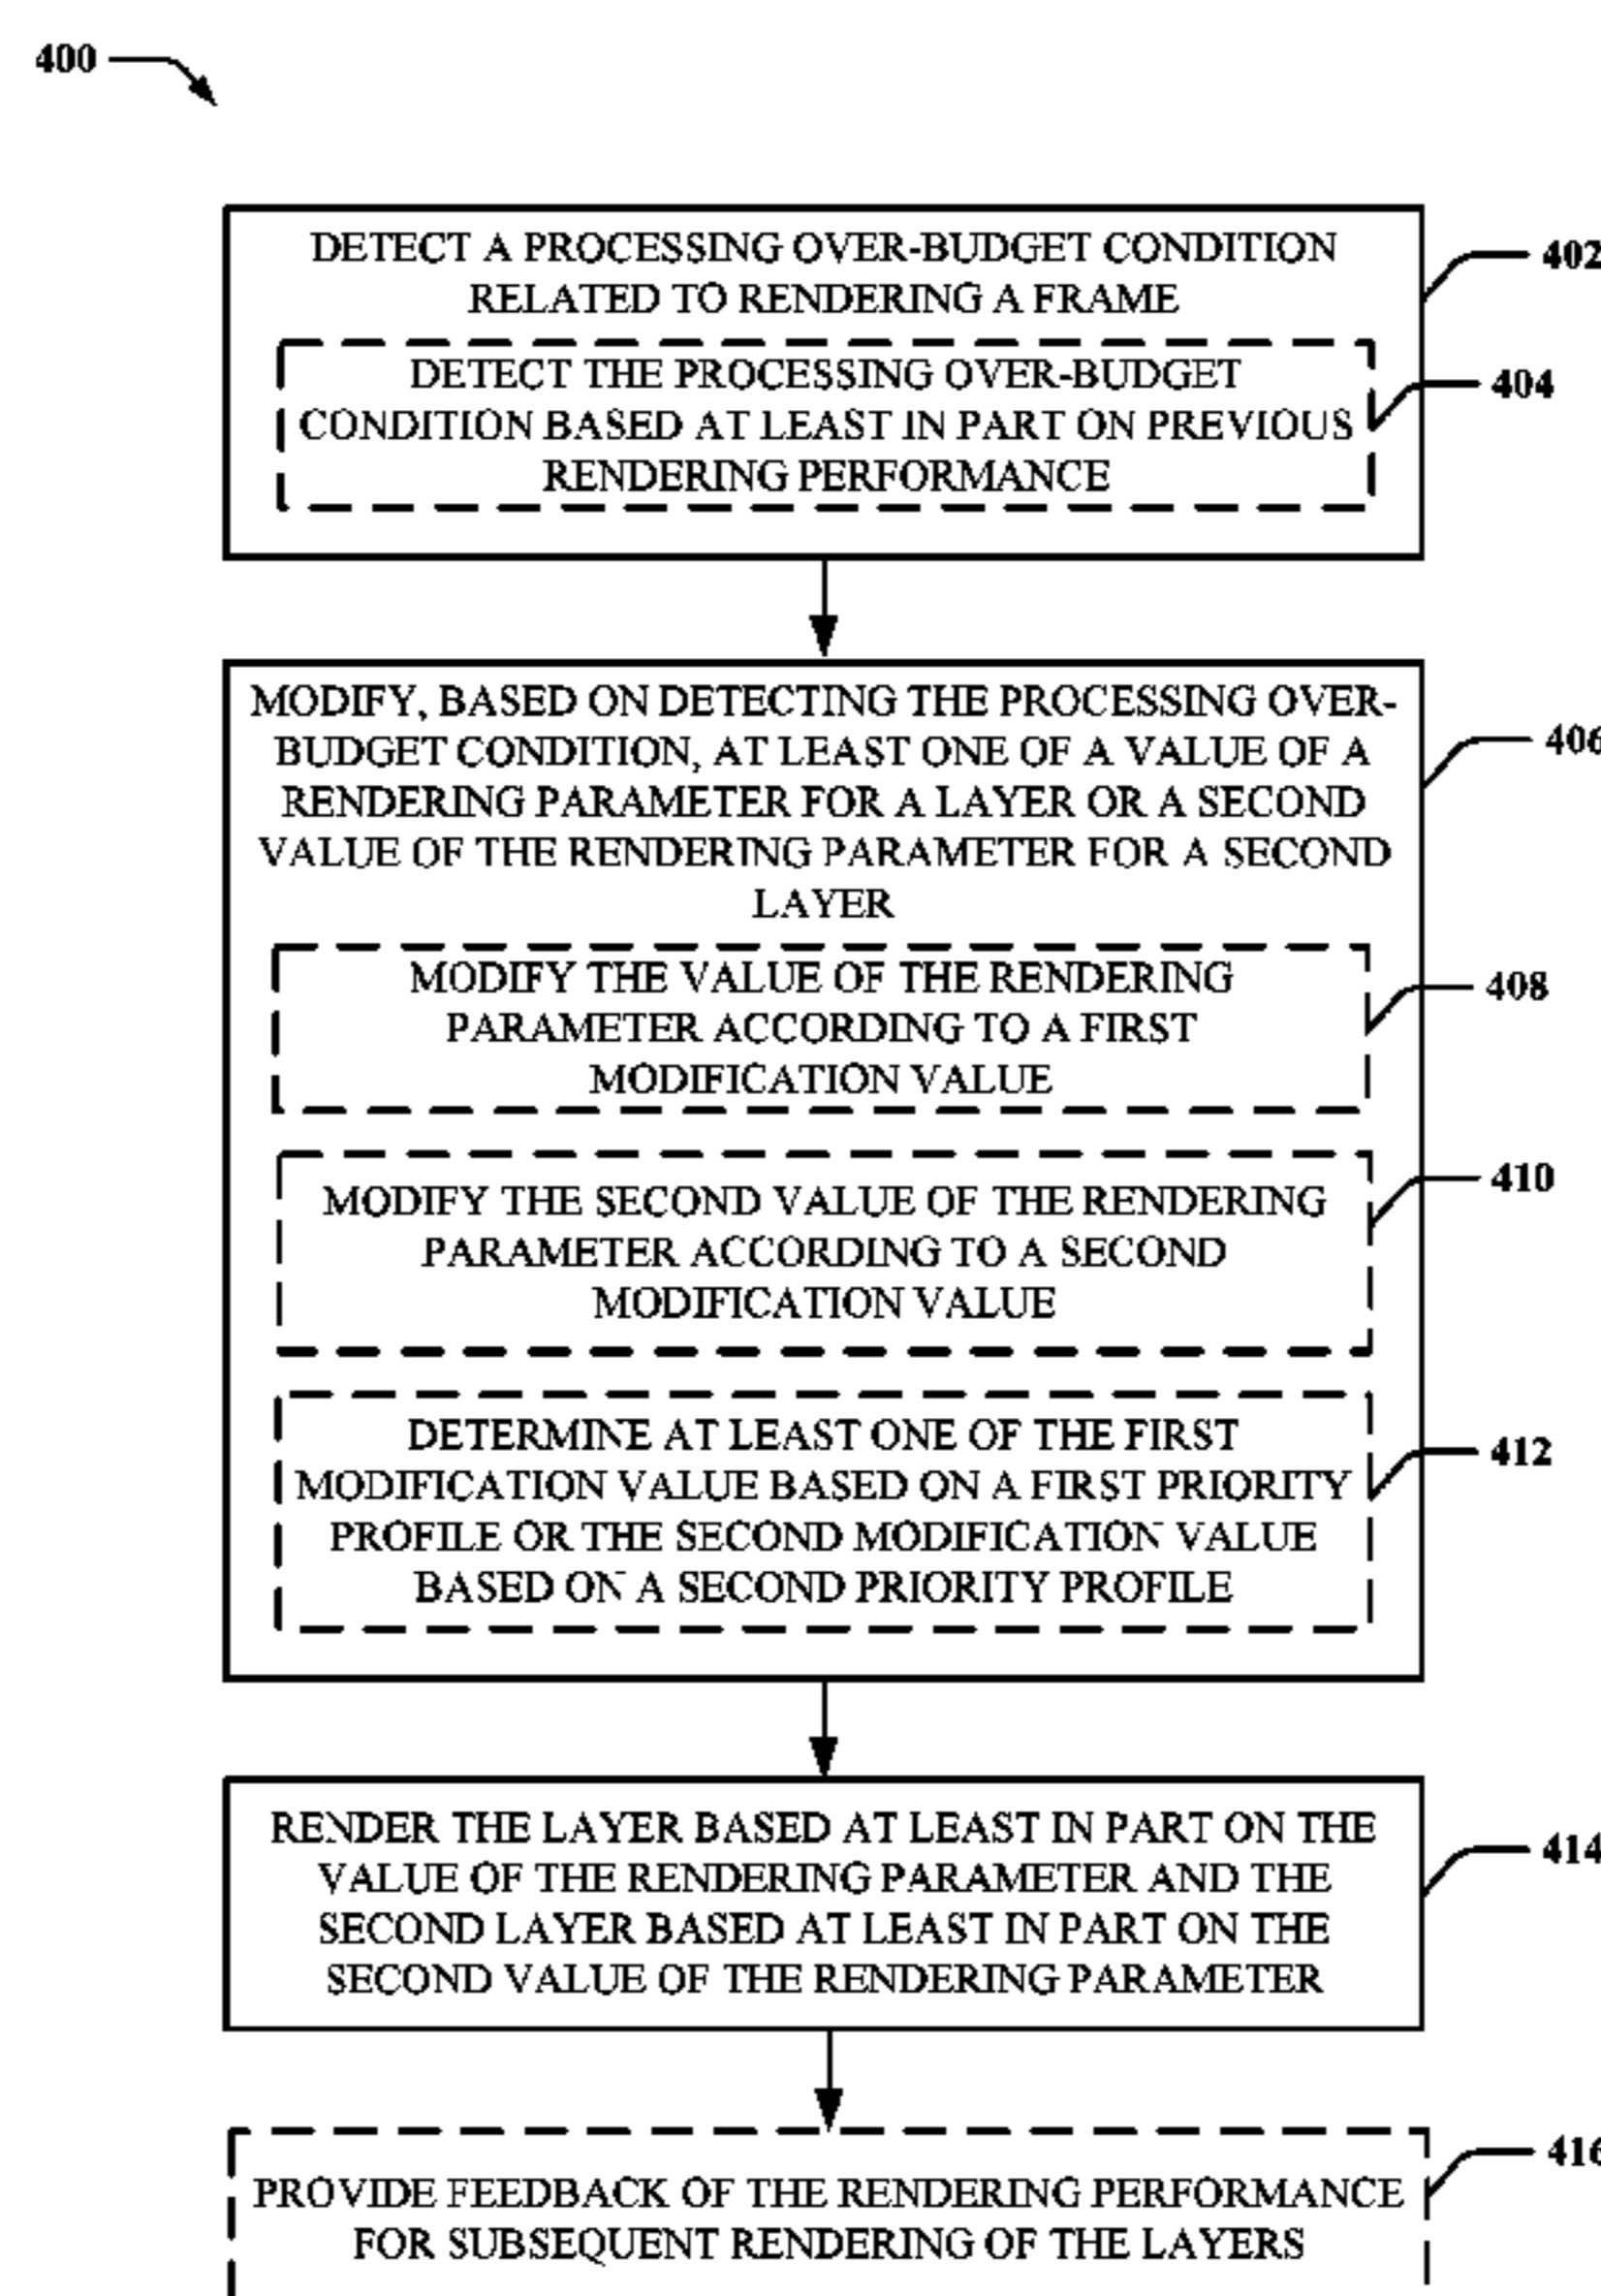 400
DETECT A PROCESSING OVER-BUDGET CONDITION
RELATED TO RENDERING A FRAME
402
DETECT THE PROCESSING OVER-BUDGET
CONDITION BASED AT LEAST IN PART ON PREVIOUS
RENDERING PERFORMANCE
404
MODIFY, BASED ON DETECTING THE PROCESSING OVER-
BUDGET CONDITION, AT LEAST ONE OF A VALUE OF A
RENDERING PARAMETER FOR A LAYER OR A SECOND
VALUE OF THE RENDERING PARAMETER FOR A SECOND
LAYER
406
MODIFY THE VALUE OF THE RENDERING
PARAMETER ACCORDING TO A FIRST
MODIFICATION VALUE
408
MODIFY THE SECOND VALUE OF THE RENDERING
PARAMETER ACCORDING TO A SECOND
MODIFICATION VALUE
410
DETERMINE AT LEAST ONE OF THE FIRST
MODIFICATION VALUE BASED ON A FIRST PRIORITY
PROFILE OR THE SECOND MODIFICATION VALUE
BASED ON A SECOND PRIORITY PROFILE
412
RENDER THE LAYER BASED AT LEAST IN PART ON THE
VALUE OF THE RENDERING PARAMETER AND THE
SECOND LAYER BASED AT LEAST IN PART ON THE
SECOND VALUE OF THE RENDERING PARAMETER
414
PROVIDE FEEDBACK OF THE RENDERING PERFORMANCE
FOR SUBSEQUENT RENDERING OF THE LAYERS
416